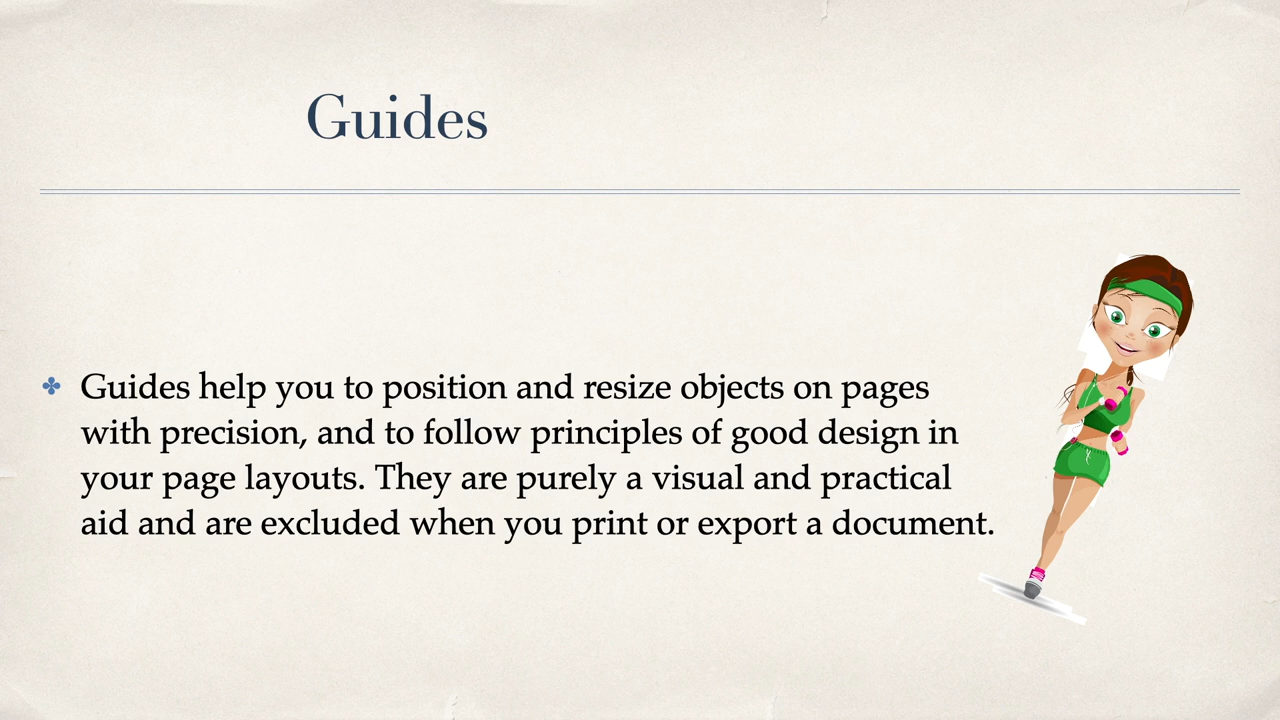 Guides
Guides help you to position and resize objects on pages
with precision, and to follow principles of good design in
your page layouts. They are purely a visual and practical
aid and are excluded when you print or export a document.